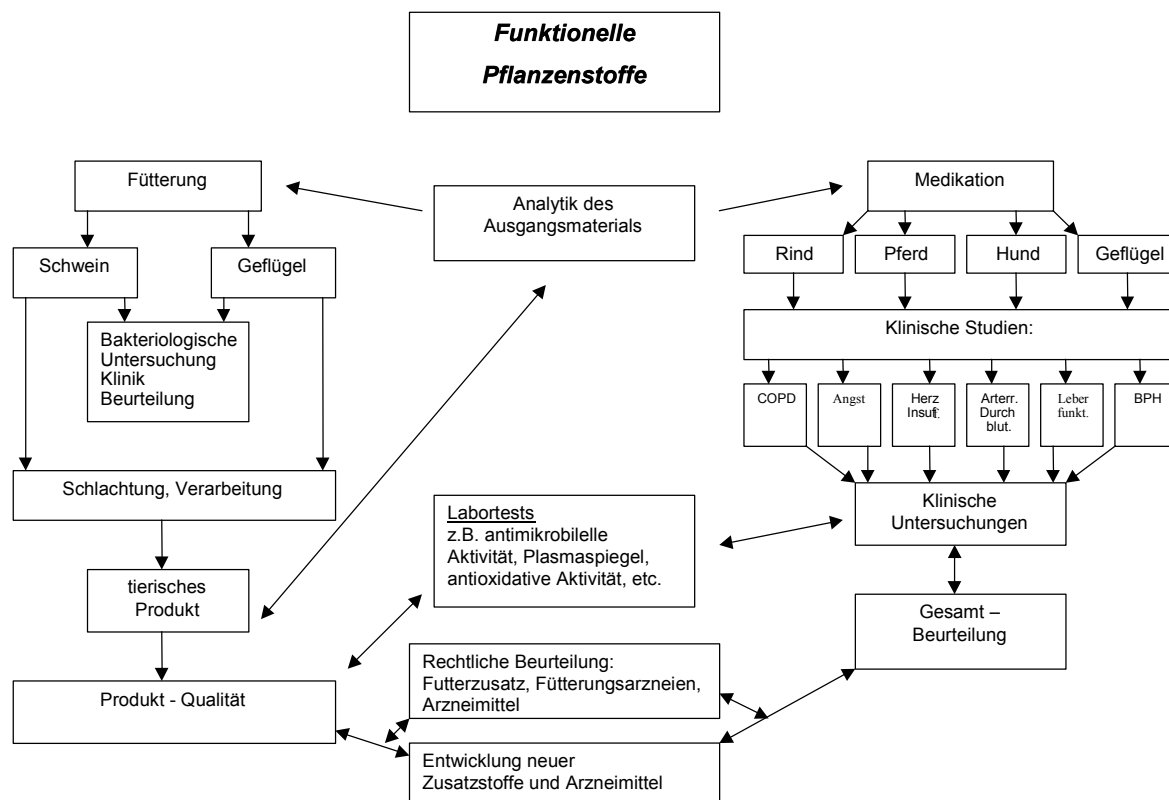 Funktionelle
Pflanzenstoffe
Fütterung
Schwein
Geflügel
Bakteriologische
Untersuchung
Klinik
Beurteilung
Schlachtung, Verarbeitung
tierisches
Produkt
Produkt - Qualität
Analytik des
Ausgangsmaterials
Labortests
z.B. antimikrobilelle
Aktivität, Plasmaspiegel,
antioxidative Aktivität, etc.
Rechtliche Beurteilung:
Futterzusatz, Fütterungsarzneien,
Arzneimittel
Entwicklung neuer
Zusatzstoffe und Arzneimittel
Medikation
Rind
Pferd
Hund
Geflügel
Klinische Studien:
COPD
Angst
Herz
Insuf.
Arterr.
Durch
blut.
Leber
funkt.
BPH
Klinische
Untersuchungen
Gesamt –
Beurteilung